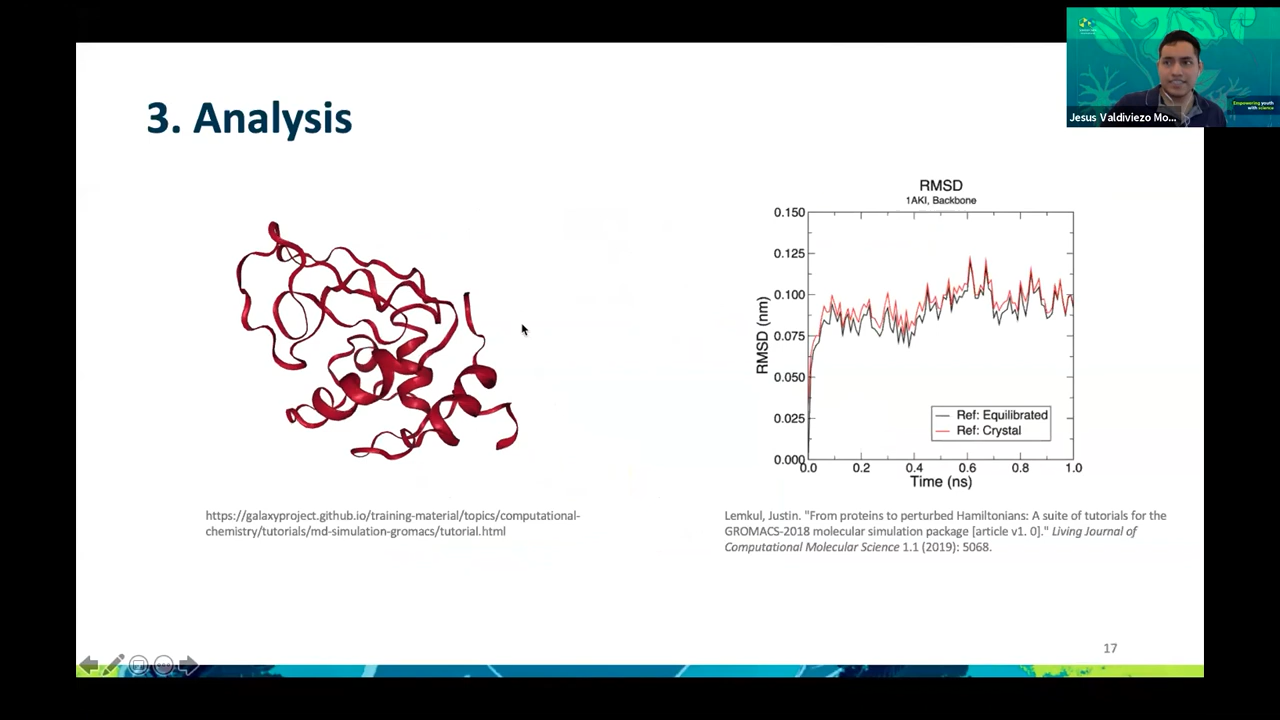 Empowering youth
with science
Jesus Valdiviezo Mo...
3. Analysis
RMSD
1AKI, Backbone
0.150
0.125
0.100
0.075
0.050
0.025
0.000
RMSD (nm)
Ref: Equilibrated
Ref: Crystal
0.0 0.2 0.4 0.6 0.8 1.0
Time (ns)
https://galaxyproject.github.io/training-material/topics/computational-
chemistry/tutorials/md-simulation-gromacs/tutorial.html
Lemkul, Justin. "From proteins to perturbed Hamiltonians: A suite of tutorials for the
GROMACS-2018 molecular simulation package [article v1. 0]." Living Journal of
Computational Molecular Science 1.1 (2019): 5068.
17